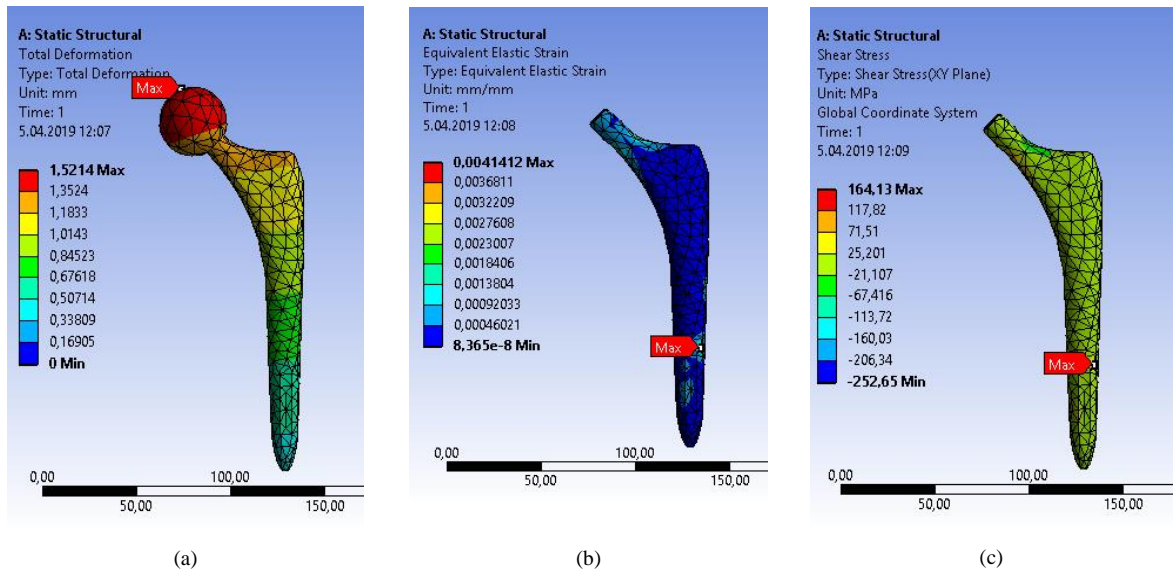 A: Static Structural
Total Deformation
Type: Total Deformation
Unit: mm
Time: 1
5.04.2019 12:07
Max
1,5214 Max
1,3524
1,1833
1,0143
0,84523
0,67618
0,50714
0,33809
0,16905
0 Min
0,00
100,00
50,00
150,00
(a)
A: Static Structural
Equivalent Elastic Strain
Type: Equivalent Elastic Strain
Unit: mm/mm
Time: 1
5.04.2019 12:08
0,0041412 Max
0,0036811
0,0032209
0,0027608
0,0023007
0,0018406
0,0013804
0,00092033
0,00046021
8,365e-8 Min
Max
0,00
100,00
50,00
150,00
(b)
A: Static Structural
Shear Stress
Type: Shear Stress(XY Plane)
Unit: MPa
Global Coordinate System
Time: 1
5.04.2019 12:09
164,13 Max
117,82
71,51
25,201
-21,107
-67,416
-113,72
-160,03
-206,34
-252,65 Min
Max
0,00
100,00
50,00
150,00
(c)